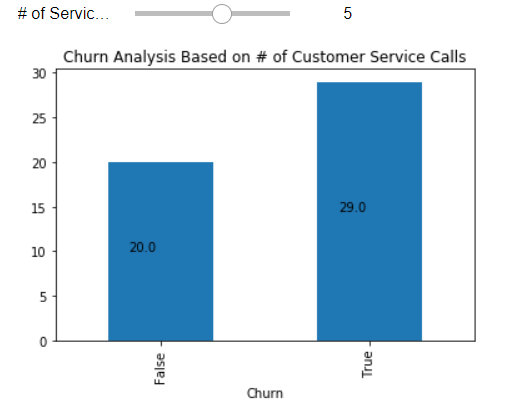 # of Servic... 5
Churn Analysis Based on # of Customer Service Calls
30
25
20
15
10
5
0
20.0
29.0
False
True
Churn